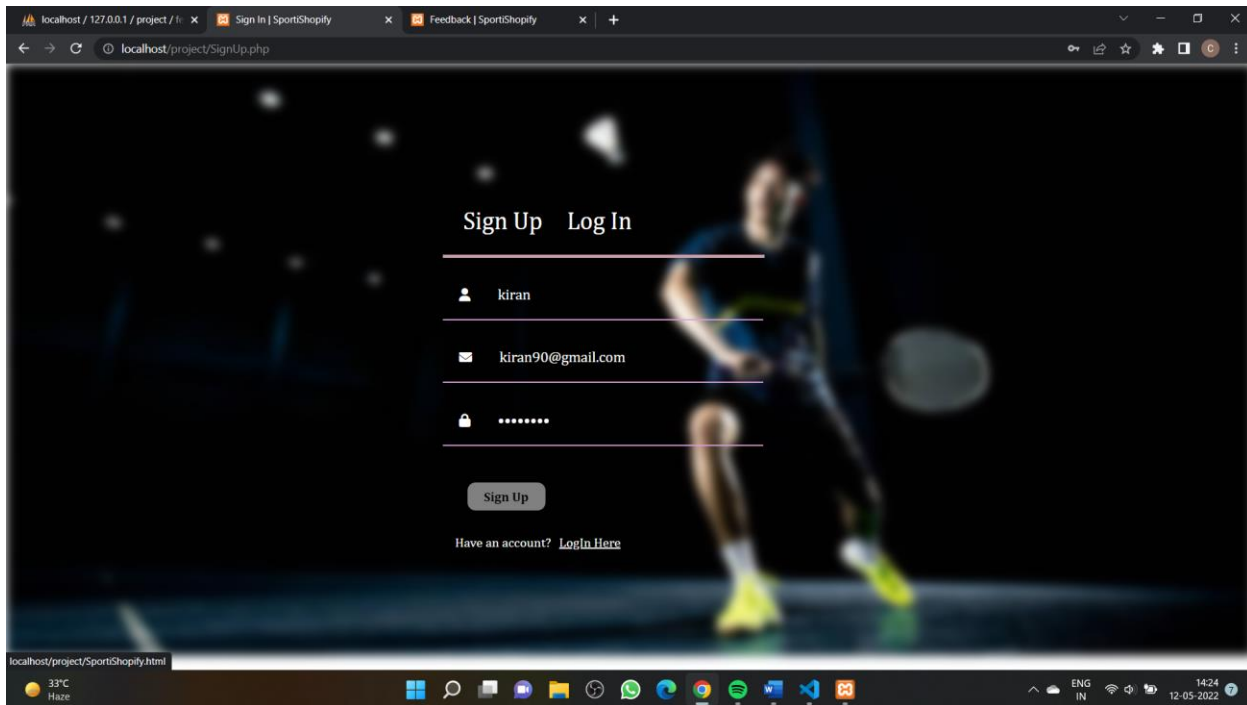 localhost / 127.0.0.1 / project / fe
Sign In | SportiShopify
Feedback | SportiShopify
localhost/project/SignUp.php
C
Sign Up Log In
kiran
kiran90@gmail.com
••••••••
Sign Up
Have an account? LogIn Here
localhost/project/SportiShopify.html
33°C
Haze
ENG
IN
14:24
12-05-2022
7